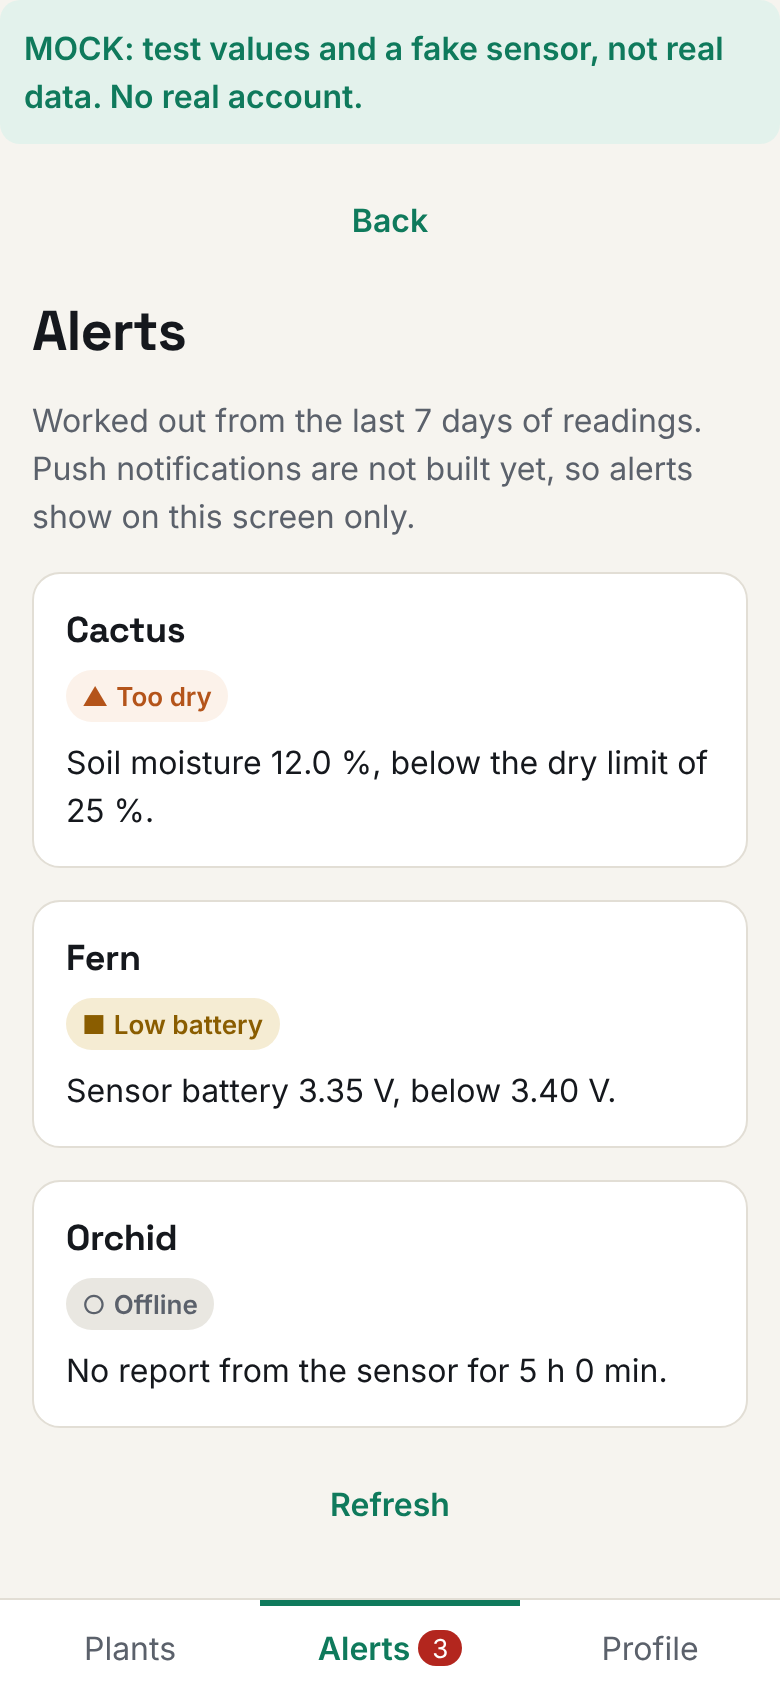 MOCK: test values and a fake sensor, not real
data. No real account.
Back
Alerts
Worked out from the last 7 days of readings.
Push notifications are not built yet, so alerts
show on this screen only.
Cactus
Too dry
Soil moisture 12.0 %, below the dry limit of
25 %.
Fern
Low battery
Sensor battery 3.35 V, below 3.40 V.
Orchid
Offline
No report from the sensor for 5 h 0 min.
Refresh
Plants
Alerts 3
Profile